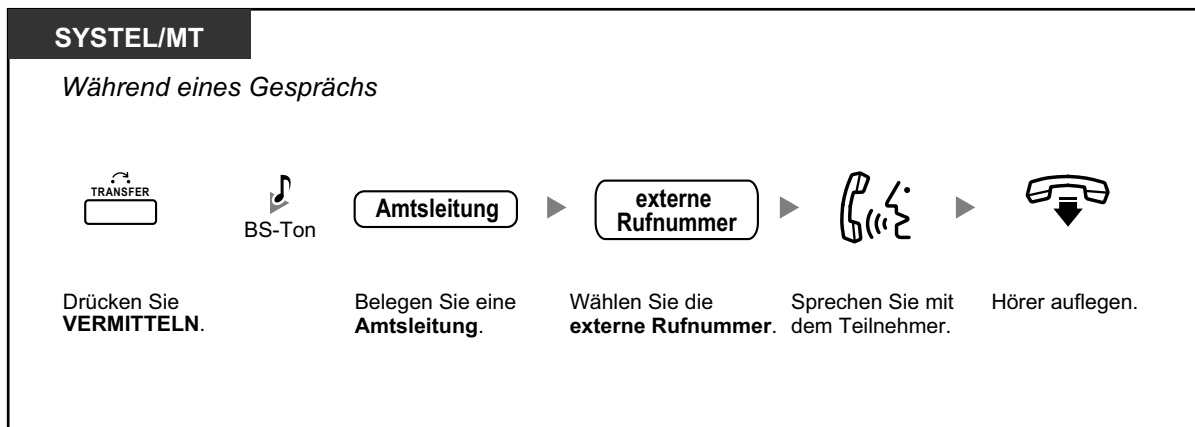 SYSTEL/MT
Während eines Gesprächs
TRANSFER
BS-Ton
Amtsleitung
externe
Rufnummer
Drücken Sie
VERMITTELN.
Belegen Sie eine
Amtsleitung.
Wählen Sie die
externe Rufnummer.
Sprechen Sie mit
dem Teilnehmer.
Hörer auflegen.